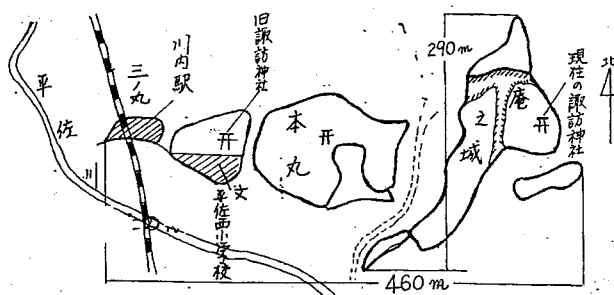 平佐川
三ノ丸
川内駅
旧諏訪神社
文
平佐西小学校
本丸
290m
庵之城
現在の諏訪神社
北
460m